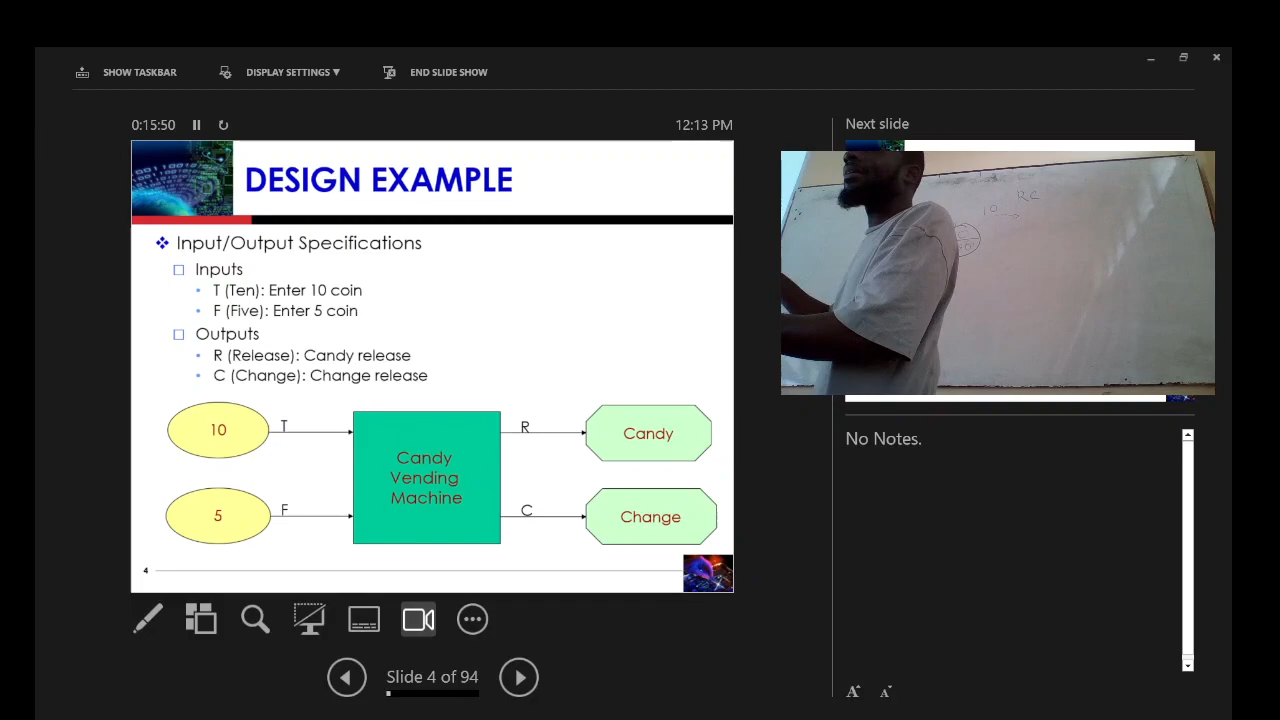 SHOW TASKBAR
DISPLAY SETTINGS ▼
END SLIDE SHOW
0:15:50
12:13 PM
DESIGN EXAMPLE
❖ Input/Output Specifications
□ Inputs
• T (Ten): Enter 10 coin
• F (Five): Enter 5 coin
□ Outputs
• R (Release): Candy release
• C (Change): Change release
10
T
Candy
Vending
Machine
R
Candy
5
F
C
Change
4
Slide 4 of 94
Next slide
10
RC
No Notes.
A A